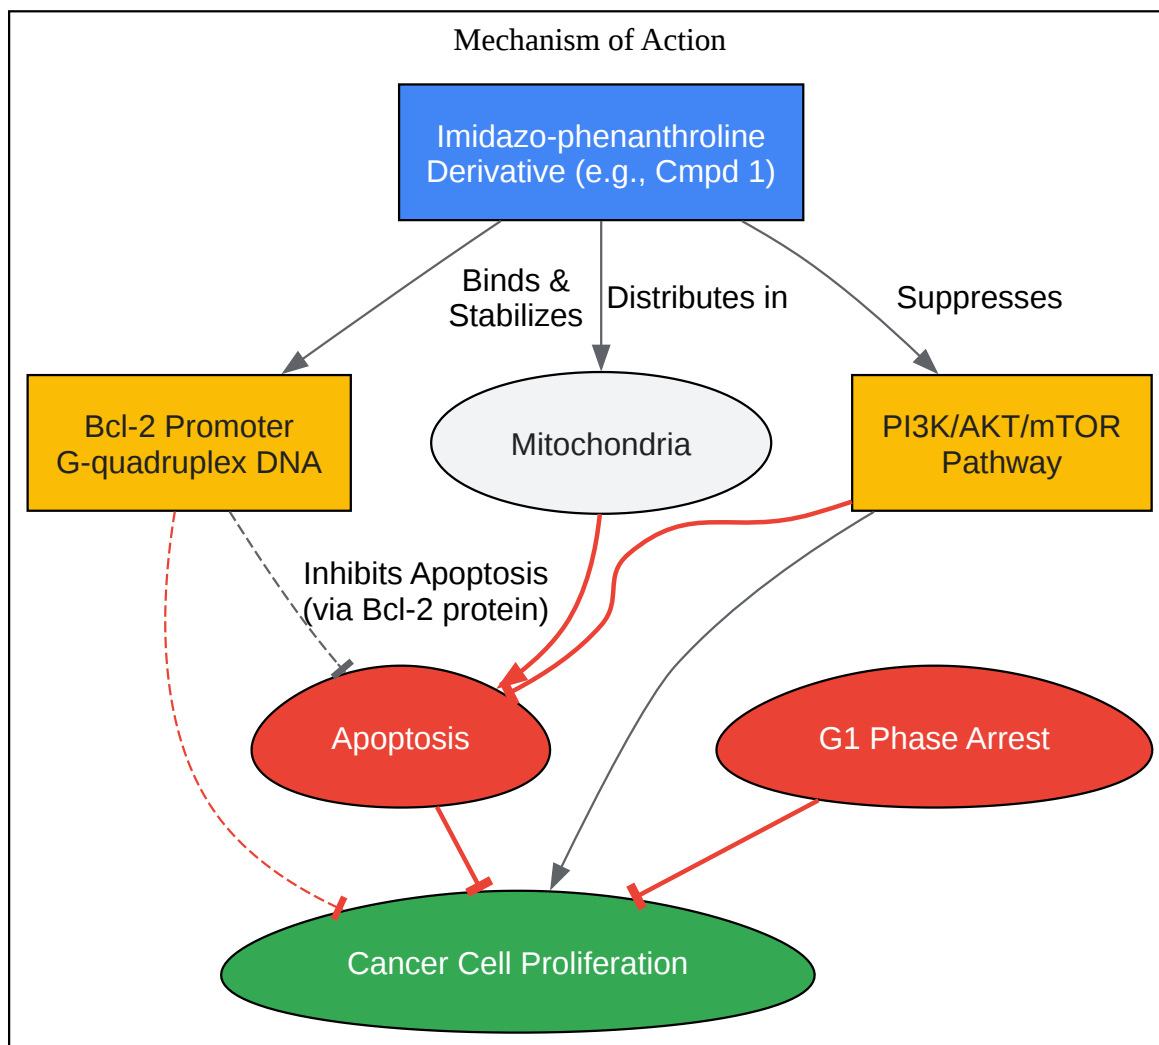 Mechanism of Action
Imidazo-phenanthroline
Derivative (e.g., Cmpd 1)
Binds &
Stabilizes
Distributes in
Suppresses
Bcl-2 Promoter
G-quadruplex DNA
Mitochondria
PI3K/AKT/mTOR
Pathway
Inhibits Apoptosis
(via Bcl-2 protein)
Apoptosis
G1 Phase Arrest
Cancer Cell Proliferation